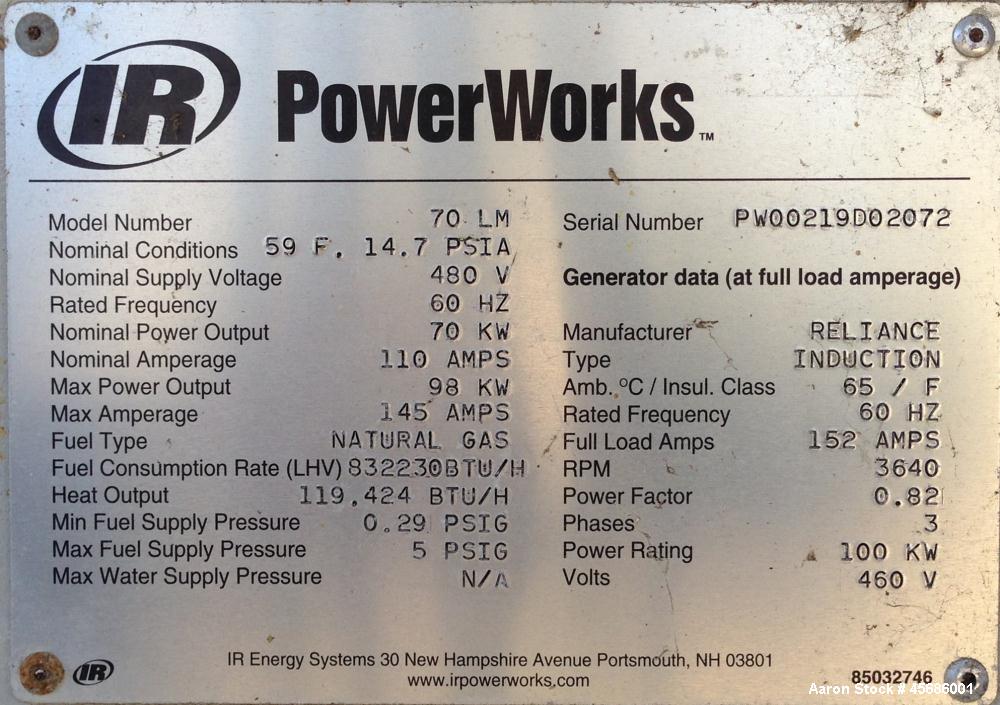 IR PowerWorks™
Model Number 70 LM
Nominal Conditions 59 F, 14.7 PSIA
Nominal Supply Voltage 480 V
Rated Frequency 60 HZ
Nominal Power Output 70 KW
Nominal Amperage 110 AMPS
Max Power Output 98 KW
Max Amperage 145 AMPS
Fuel Type NATURAL GAS
Fuel Consumption Rate (LHV) 832230BTU/H
Heat Output 119,424 BTU/H
Min Fuel Supply Pressure 0.29 PSIG
Max Fuel Supply Pressure 5 PSIG
Max Water Supply Pressure N/A
Serial Number PW00219D02072
Generator data (at full load amperage)
Manufacturer RELIANCE
Type INDUCTION
Amb. °C / Insul. Class 65 / F
Rated Frequency 60 HZ
Full Load Amps 152 AMPS
RPM 3640
Power Factor 0.82
Phases 3
Power Rating 100 KW
Volts 460 V
IR Energy Systems 30 New Hampshire Avenue Portsmouth, NH 03801
www.irpowerworks.com
IR
85032746
Aaron Stock # 45686001